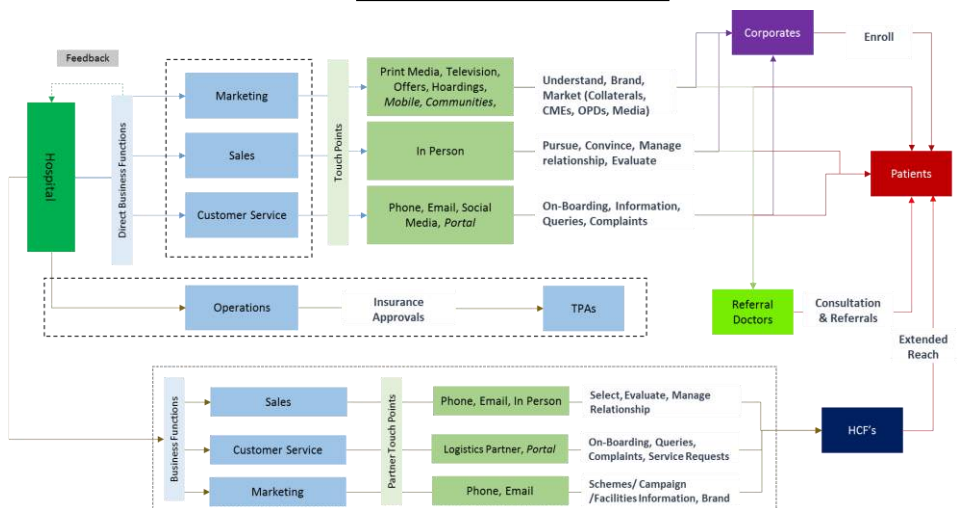 Feedback
Hospital
Direct Business Functions
Marketing
Sales
Customer Service
Touch Points
Print Media, Television,
Offers, Hoardings,
Mobile, Communities,
In Person
Phone, Email, Social
Media, Portal
Understand, Brand,
Market (Collaterals,
CMEs, OPDs, Media)
Pursue, Convince, Manage
relationship, Evaluate
On-Boarding, Information,
Queries, Complaints
Corporates
Enroll
Patients
Operations
Insurance
Approvals
TPAs
Referral
Doctors
Consultation
& Referrals
Extended
Reach
Business Functions
Sales
Customer Service
Marketing
Partner Touch Points
Phone, Email, In Person
Logistics Partner, Portal
Phone, Email
Select, Evaluate, Manage
Relationship
On-Boarding, Queries,
Complaints, Service Requests
Schemes/ Campaign
/Facilities Information, Brand
HCF's